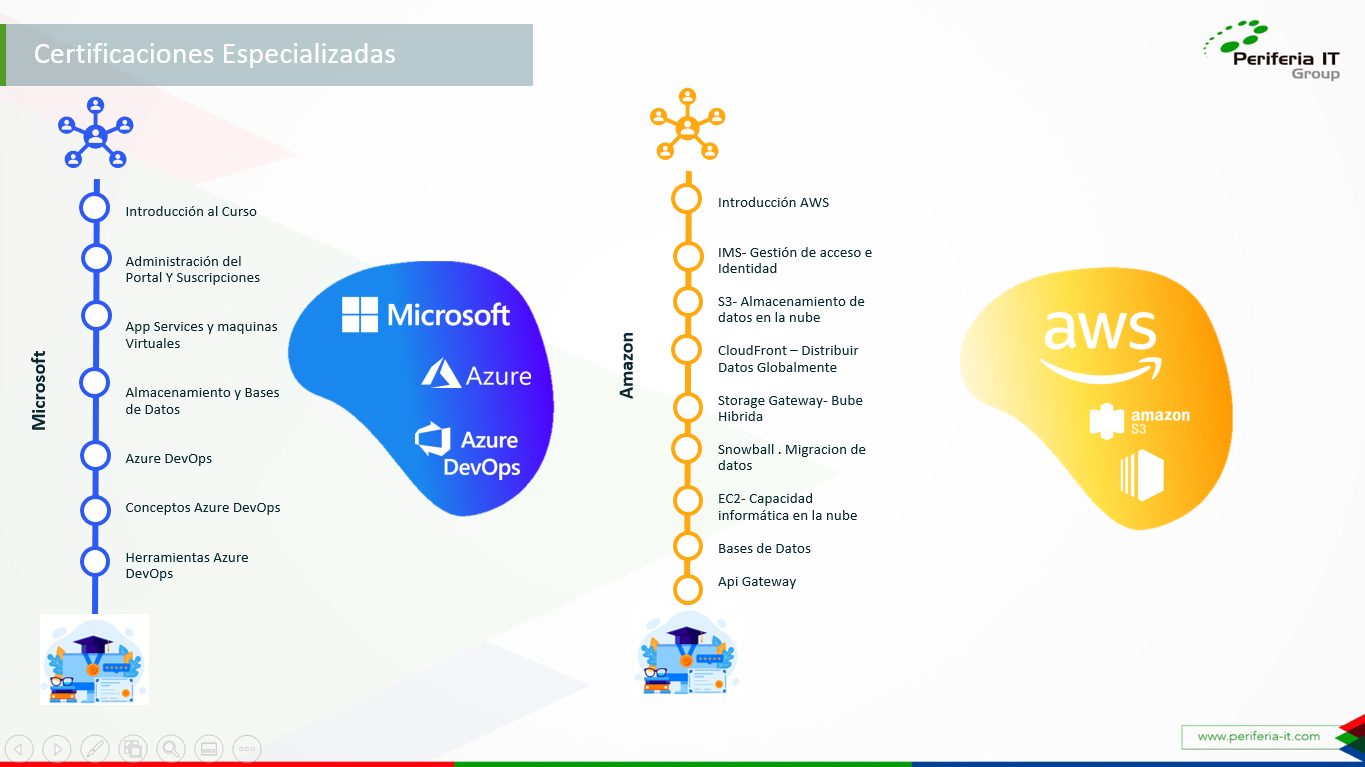 Certificaciones Especializadas
Periferia IT
Group
Microsoft
Introducción al Curso
Administración del
Portal Y Suscripciones
App Services y maquinas
Virtuales
Almacenamiento y Bases
de Datos
Azure DevOps
Conceptos Azure DevOps
Herramientas Azure
DevOps
Microsoft
Azure
Azure
DevOps
Amazon
Introducción AWS
IMS- Gestión de acceso e
Identidad
S3- Almacenamiento de
datos en la nube
CloudFront – Distribuir
Datos Globalmente
Storage Gateway- Bube
Hibrida
Snowball . Migracion de
datos
EC2- Capacidad
informática en la nube
Bases de Datos
Api Gateway
aws
amazon
S3
www.periferia-it.com